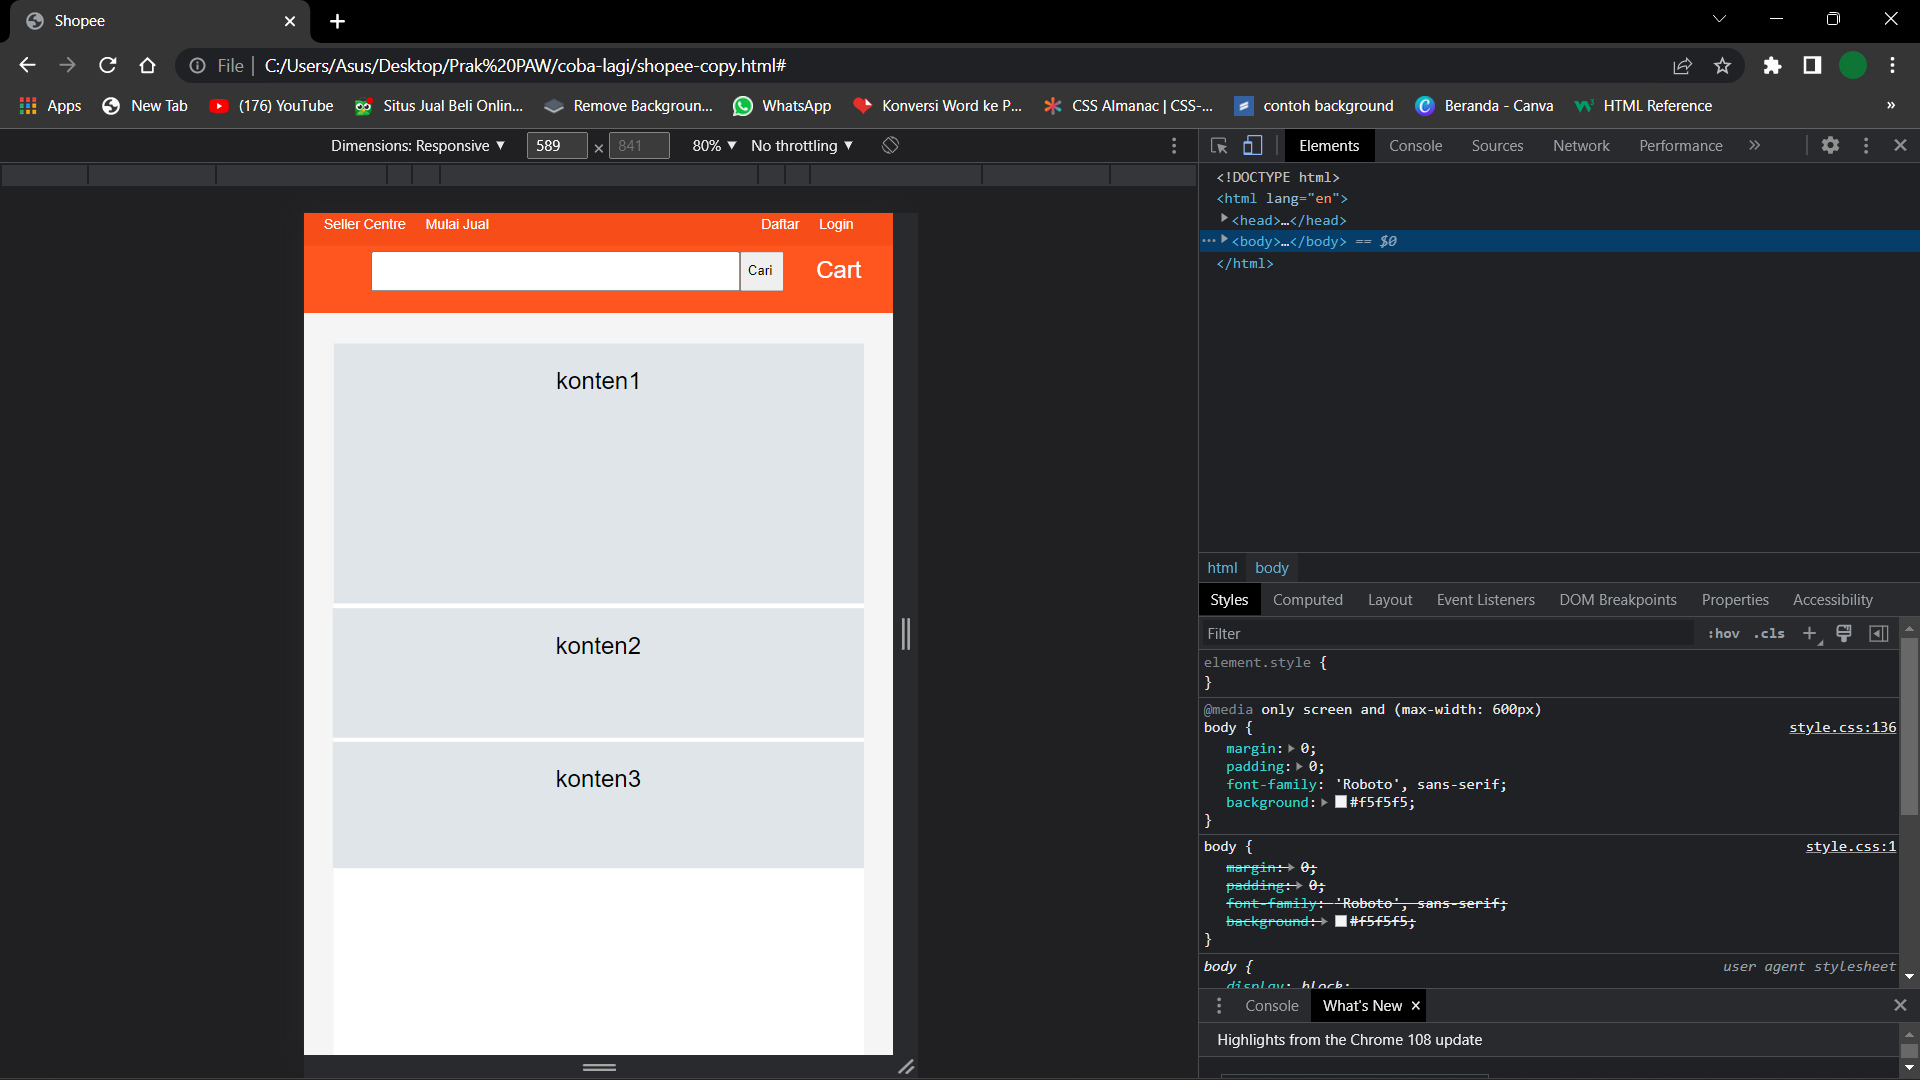 Shopee
File
C:/Users/Asus/Desktop/Prak%20PAW/coba-lagi/shopee-copy.html#
Apps
New Tab
(176) YouTube
Situs Jual Beli Onlin...
Remove Backgroun...
WhatsApp
Konversi Word ke P...
CSS Almanac | CSS-...
contoh background
Beranda - Canva
HTML Reference
»
Dimensions: Responsive
589 × 841
80%
No throttling
Elements
Console
Sources
Network
Performance
»
<!DOCTYPE html>
<html lang="en">
<head>…</head>
<body>…</body> == $0
</html>
Seller Centre
Mulai Jual
Daftar
Login
Cari
Cart
konten1
konten2
konten3
html
body
Styles
Computed
Layout
Event Listeners
DOM Breakpoints
Properties
Accessibility
Filter
:hov
.cls
element.style {
}
@media only screen and (max-width: 600px)
body {
style.css:136
margin: 0;
padding: 0;
font-family: 'Roboto', sans-serif;
background: #f5f5f5;
}
body {
style.css:1
margin: 0;
padding: 0;
font-family: 'Roboto', sans-serif;
background: #f5f5f5;
}
body {
user agent stylesheet
display: block;
Console
What's New
Highlights from the Chrome 108 update